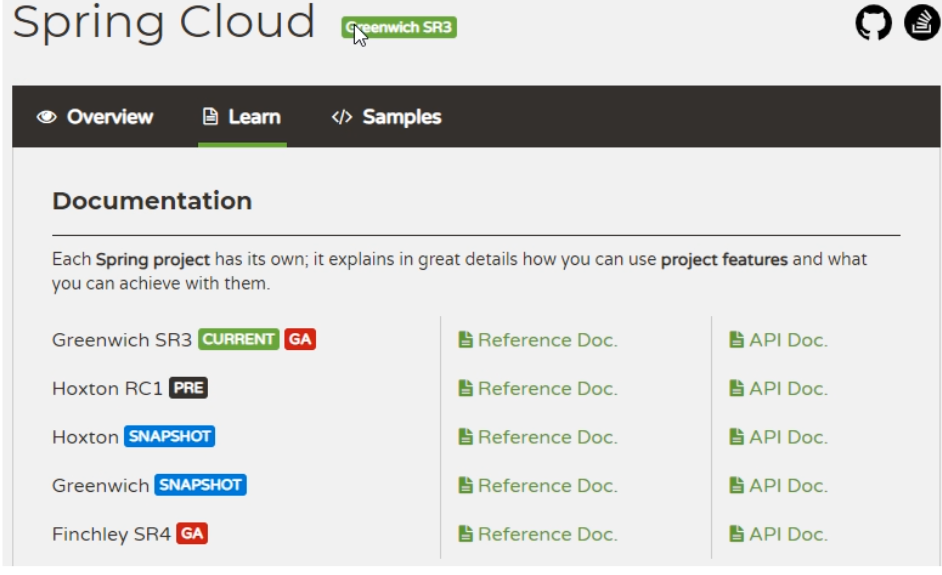 Spring Cloud Greenwich SR3
Overview Learn Samples
Documentation
Each Spring project has its own; it explains in great details how you can use project features and what
you can achieve with them.
Greenwich SR3 CURRENT GA Reference Doc. API Doc.
Hoxton RC1 PRE Reference Doc. API Doc.
Hoxton SNAPSHOT Reference Doc. API Doc.
Greenwich SNAPSHOT Reference Doc. API Doc.
Finchley SR4 GA Reference Doc. API Doc.